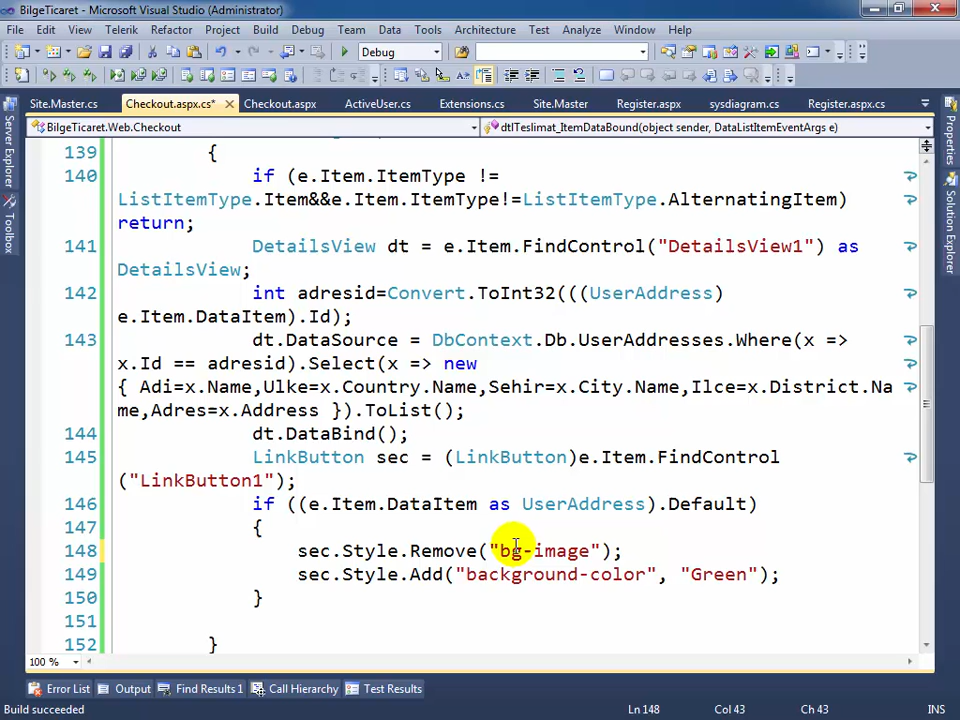 BilgeTicaret - Microsoft Visual Studio (Administrator)
File Edit View Telerik Refactor Project Build Debug Team Data Tools Architecture Test Analyze Window Help
Debug
Site.Master.cs Checkout.aspx.cs* Checkout.aspx ActiveUser.cs Extensions.cs Site.Master Register.aspx sysdiagram.cs Register.aspx.cs
BilgeTicaret.Web.Checkout dtlTeslimat_ItemDataBound(object sender, DataListItemEventArgs e)
Server Explorer
Toolbox
Properties
Solution Explorer
139 {
140 if (e.Item.ItemType !=
ListItemType.Item&&e.Item.ItemType!=ListItemType.AlternatingItem)
return;
141 DetailsView dt = e.Item.FindControl("DetailsView1") as
DetailsView;
142 int adresid=Convert.ToInt32(((UserAddress)
e.Item.DataItem).Id);
143 dt.DataSource = DbContext.Db.UserAddresses.Where(x =>
x.Id == adresid).Select(x => new
{ Adi=x.Name,Ulke=x.Country.Name,Sehir=x.City.Name,Ilce=x.District.Na
me,Adres=x.Address }).ToList();
144 dt.DataBind();
145 LinkButton sec = (LinkButton)e.Item.FindControl
("LinkButton1");
146 if ((e.Item.DataItem as UserAddress).Default)
147 {
148 sec.Style.Remove("bg-image");
149 sec.Style.Add("background-color", "Green");
150 }
151
152 }
100 %
Error List Output Find Results 1 Call Hierarchy Test Results
Build succeeded Ln 148 Col 43 Ch 43 INS